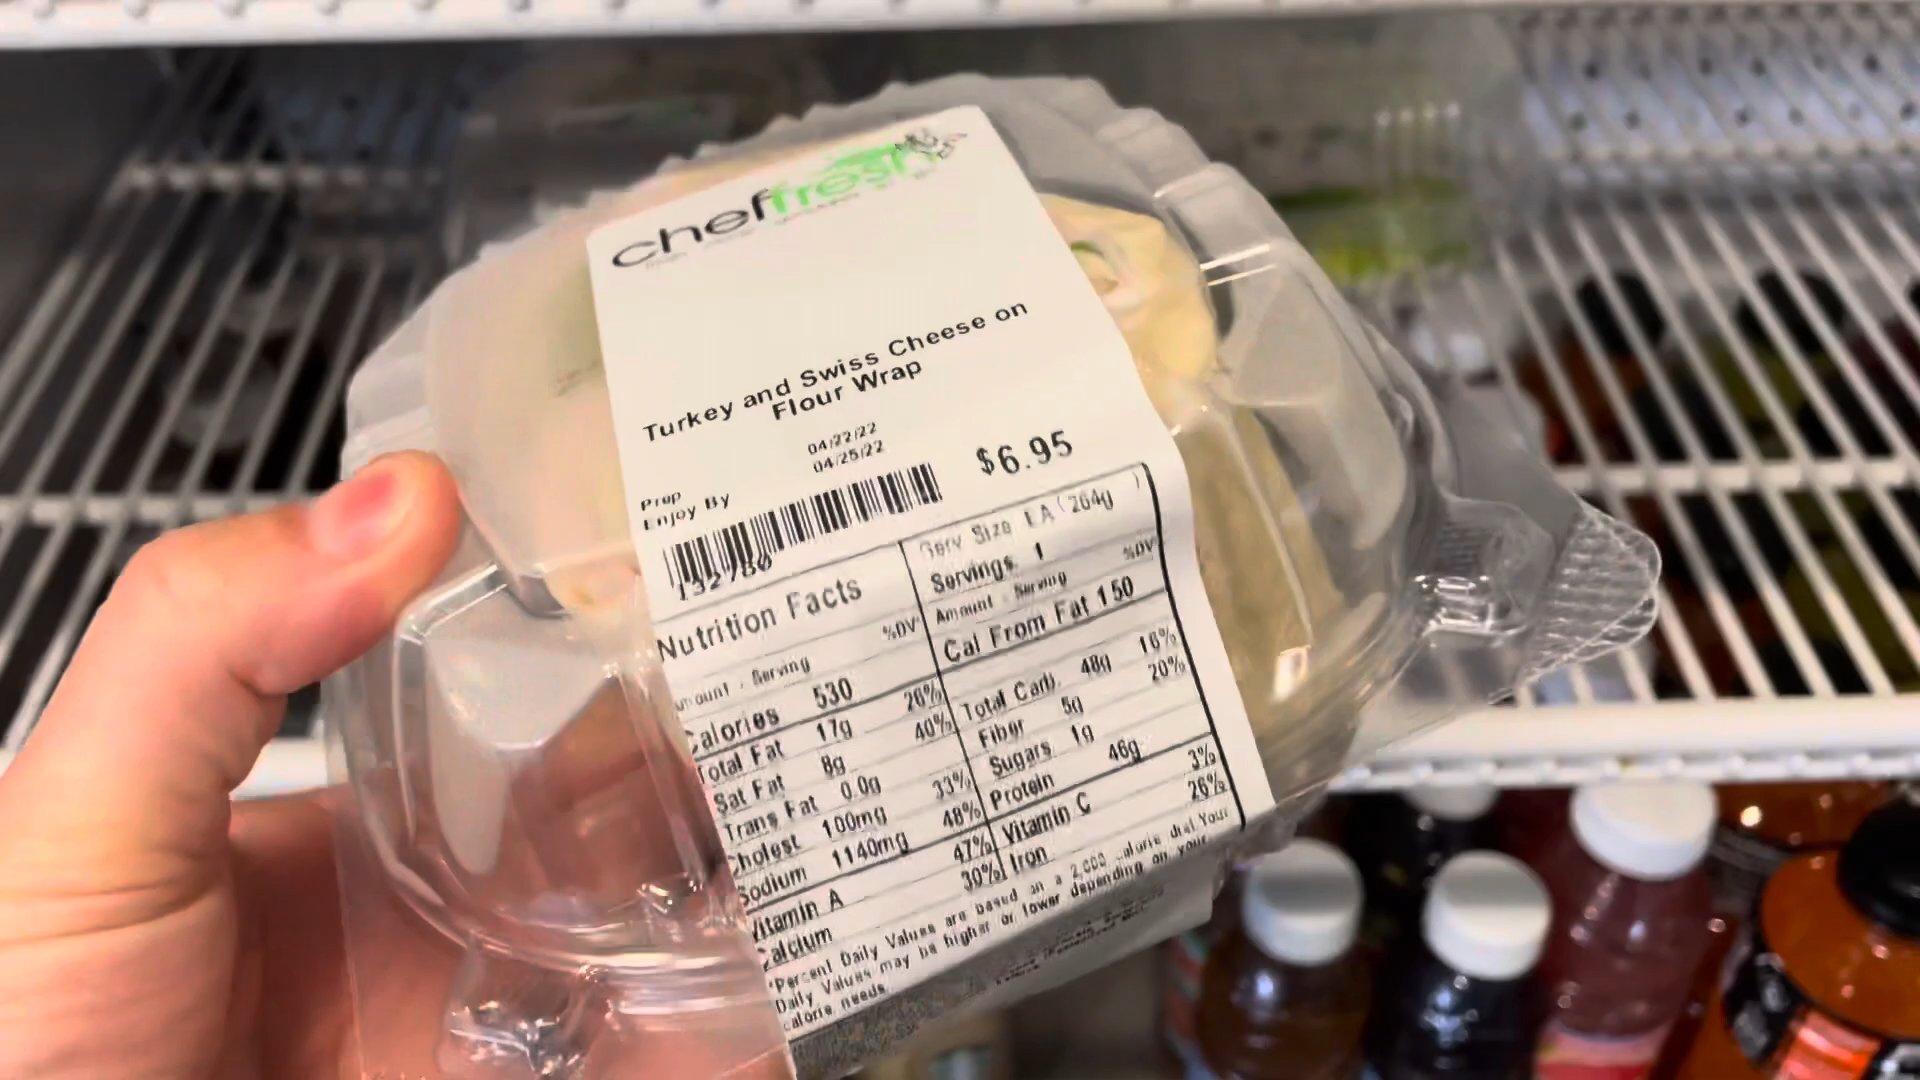 cheffresh
Turkey and Swiss Cheese on
Flour Wrap
04/22/22
04/25/22
$6.95
Prep
Enjoy By
132780
Nutrition Facts
%DV*
Amount / Serving
Calories 530
Total Fat 17g 26%
Sat Fat 8g 40%
Trans Fat 0.0g
Cholest 100mg 33%
Sodium 1140mg 48%
Vitamin A 47%
Calcium 39%
Serv Size EA (264g )
Servings 1
%DV
Amount / Serving
Cal From Fat 150
Total Carb. 48g 16%
Fiber 5g 20%
Sugars 1g
Protein 46g
Vitamin C 3%
Iron 26%
*Percent Daily Values are based on a 2,000 calorie diet Your
Daily Values may be higher or lower depending on your
calorie needs.